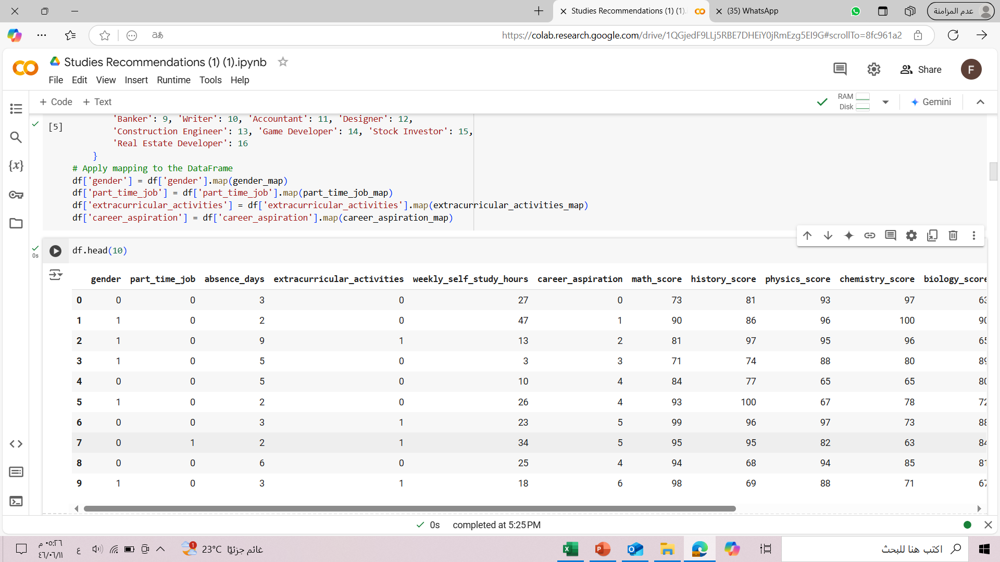 Studies Recommendations (1) (1).
(35) WhatsApp
عدم المزامنة
https://colab.research.google.com/drive/1QGjedF9LLj5RBE7DHEiY0jRmEzg5EI9G#scrollTo=8fc961a2
aあ
Studies Recommendations (1) (1).ipynb
File Edit View Insert Runtime Tools Help
Share
F
+ Code + Text
RAM
Disk
Gemini
[5]
'Banker': 9, 'Writer': 10, 'Accountant': 11, 'Designer': 12,
'Construction Engineer': 13, 'Game Developer': 14, 'Stock Investor': 15,
'Real Estate Developer': 16
}
# Apply mapping to the DataFrame
df['gender'] = df['gender'].map(gender_map)
df['part_time_job'] = df['part_time_job'].map(part_time_job_map)
df['extracurricular_activities'] = df['extracurricular_activities'].map(extracurricular_activities_map)
df['career_aspiration'] = df['career_aspiration'].map(career_aspiration_map)
0s
df.head(10)
gender part_time_job absence_days extracurricular_activities weekly_self_study_hours career_aspiration math_score history_score physics_score chemistry_score biology_score
0 0 0 3 0 27 0 73 81 93 97 63
1 1 0 2 0 47 1 90 86 96 100 90
2 1 0 9 1 13 2 81 97 95 96 65
3 1 0 5 0 3 3 71 74 88 80 89
4 0 0 5 0 10 4 84 77 65 65 80
5 1 0 2 0 26 4 93 100 67 78 72
6 0 0 3 1 23 5 99 96 97 73 88
7 0 1 2 1 34 5 95 95 82 63 84
8 0 0 6 0 25 4 94 68 94 85 81
9 1 0 3 1 18 6 98 69 88 71 67
0s completed at 5:25 PM
٠٥:٢٦ م
٤٦/٠٦/١١
ع
1
23°C غائم جزئيًا
اكتب هنا للبحث